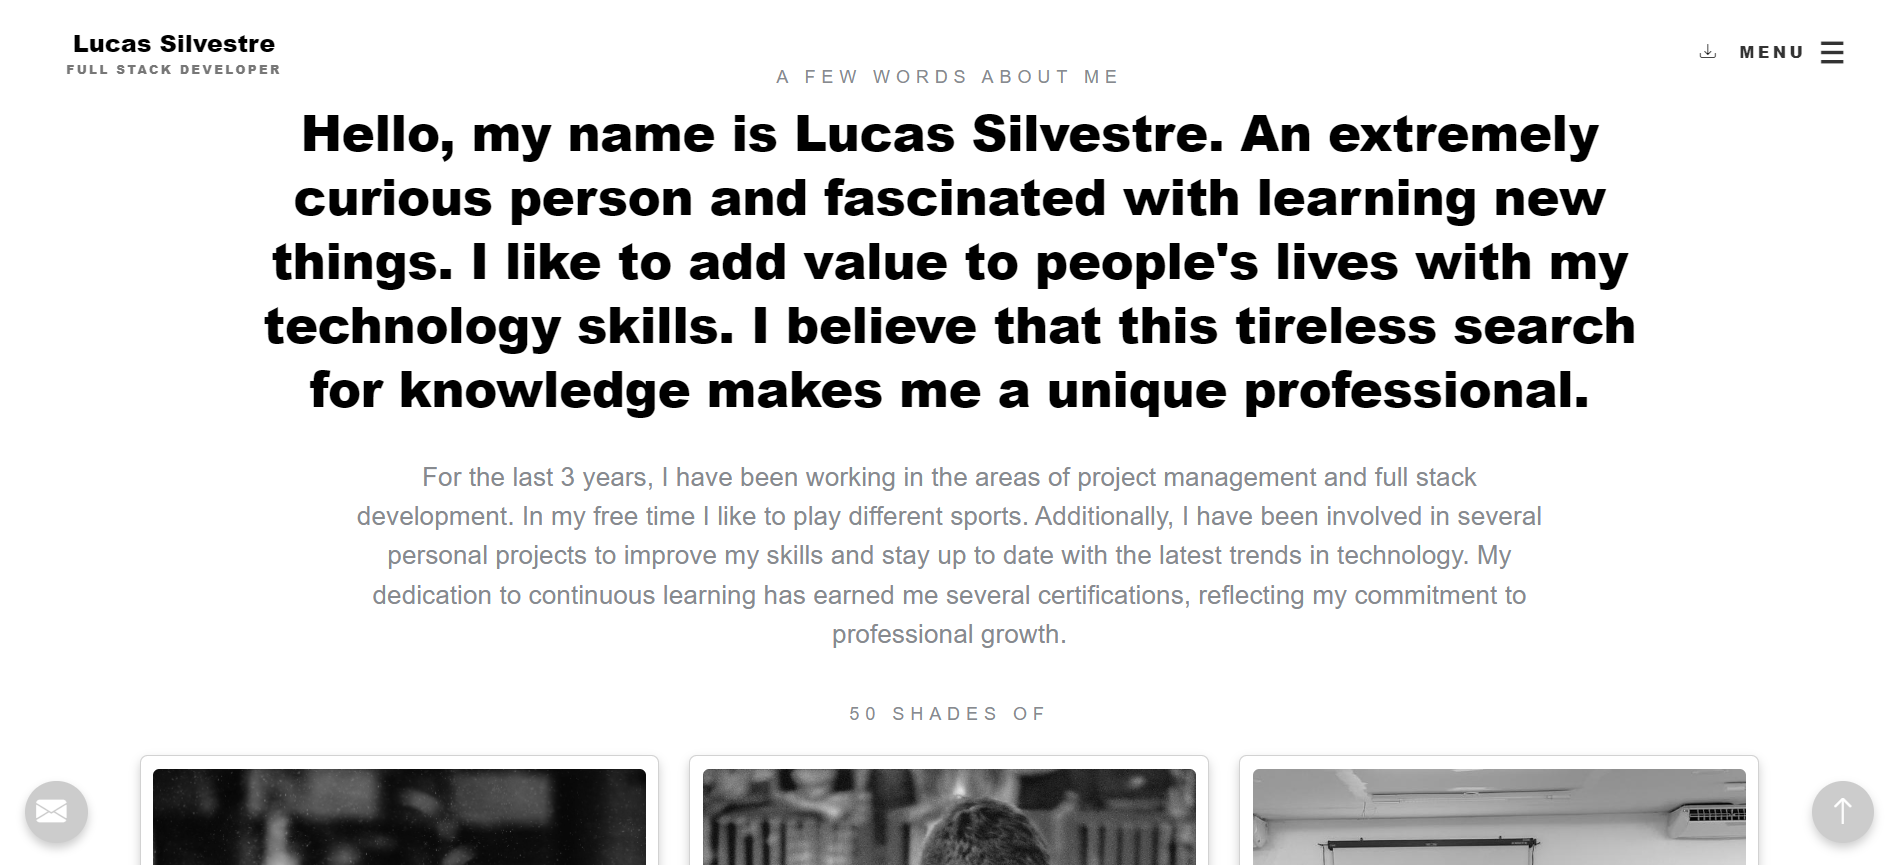 Lucas Silvestre
FULL STACK DEVELOPER
MENU
A FEW WORDS ABOUT ME
Hello, my name is Lucas Silvestre. An extremely
curious person and fascinated with learning new
things. I like to add value to people's lives with my
technology skills. I believe that this tireless search
for knowledge makes me a unique professional.
For the last 3 years, I have been working in the areas of project management and full stack
development. In my free time I like to play different sports. Additionally, I have been involved in several
personal projects to improve my skills and stay up to date with the latest trends in technology. My
dedication to continuous learning has earned me several certifications, reflecting my commitment to
professional growth.
50 SHADES OF